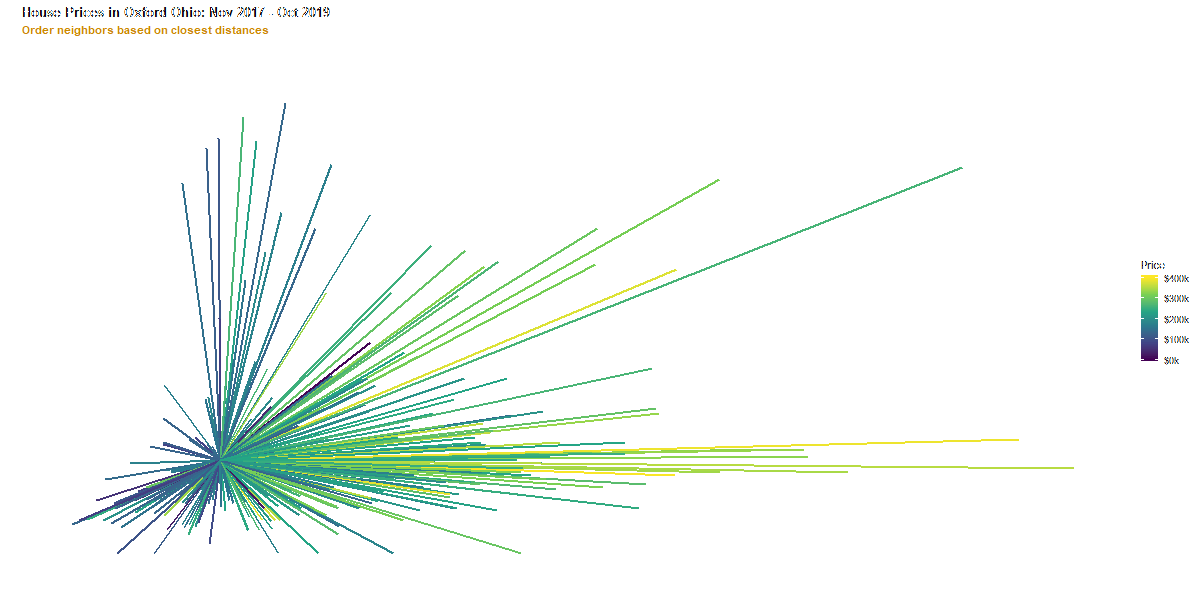 House Prices in Oxford Ohio: Nov 2017 - Oct 2019
Order neighbors based on closest distances
Price
$400k
$300k
$200k
$100k
$0k